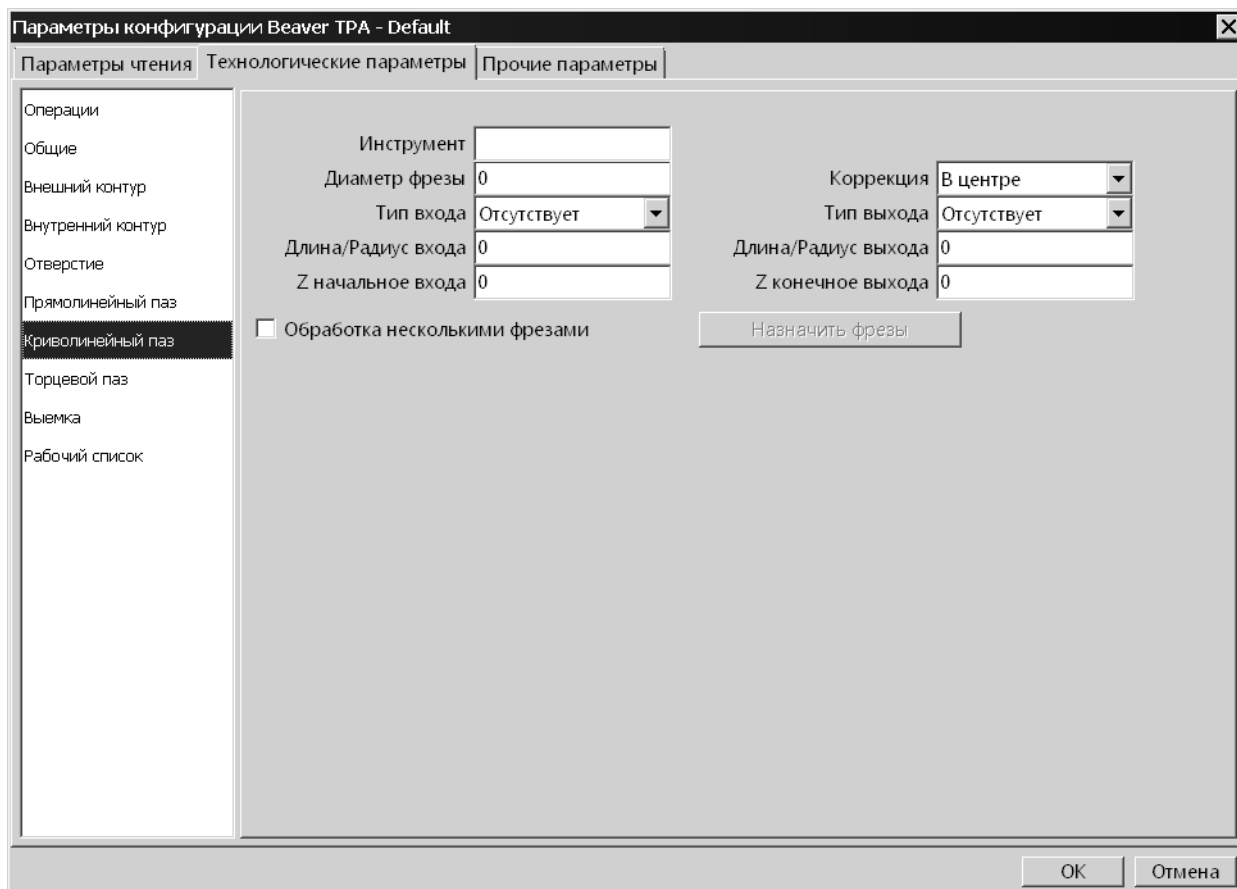 Параметры конфигурации Beaver TPA - Default
Параметры чтения Технологические параметры Прочие параметры
Операции
Общие
Внешний контур
Внутренний контур
Отверстие
Прямолинейный паз
Криволинейный паз
Торцевой паз
Выемка
Рабочий список
Инструмент
Диаметр фрезы 0 Коррекция В центре
Тип входа Отсутствует Тип выхода Отсутствует
Длина/Радиус входа 0 Длина/Радиус выхода 0
Z начальное входа 0 Z конечное выхода 0
Обработка несколькими фрезами Назначить фрезы
OK Отмена